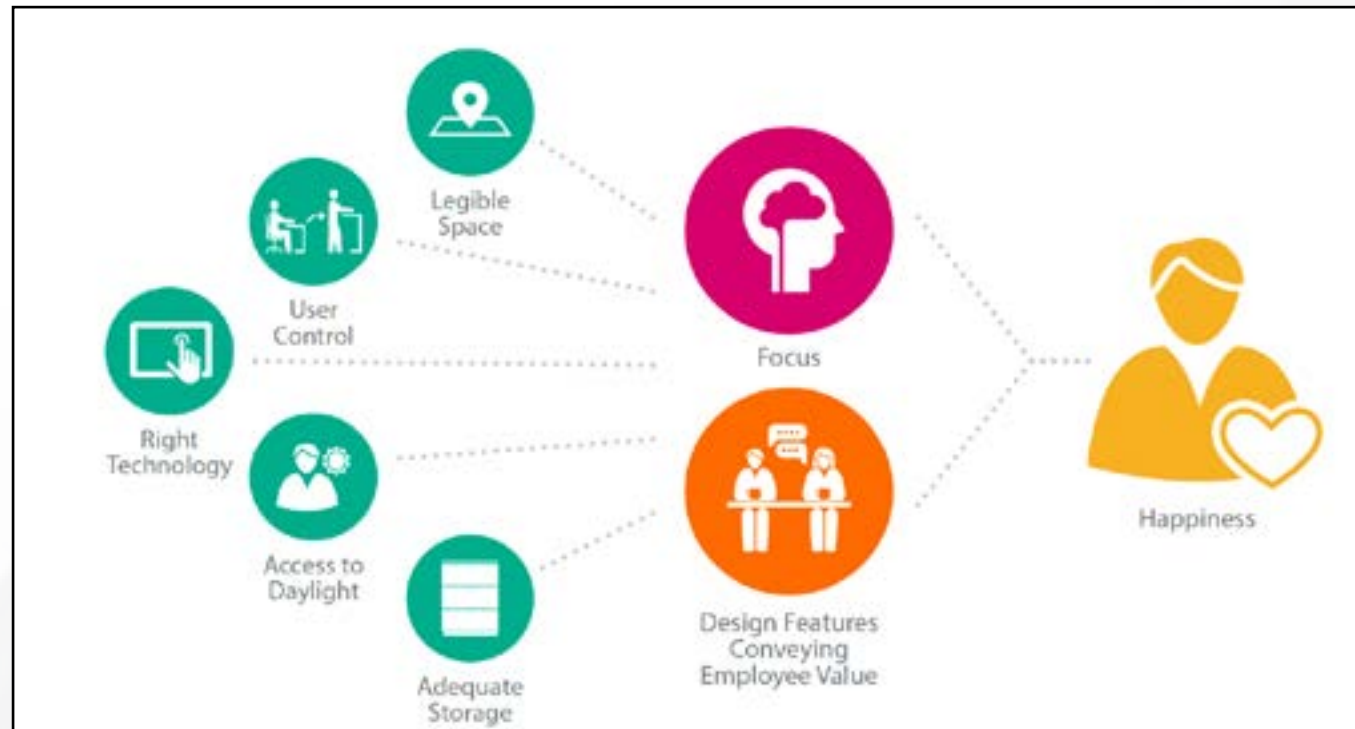 Legible
Space
User
Control
Right
Technology
Access to
Daylight
Adequate
Storage
Focus
Design Features
Conveying
Employee Value
Happiness